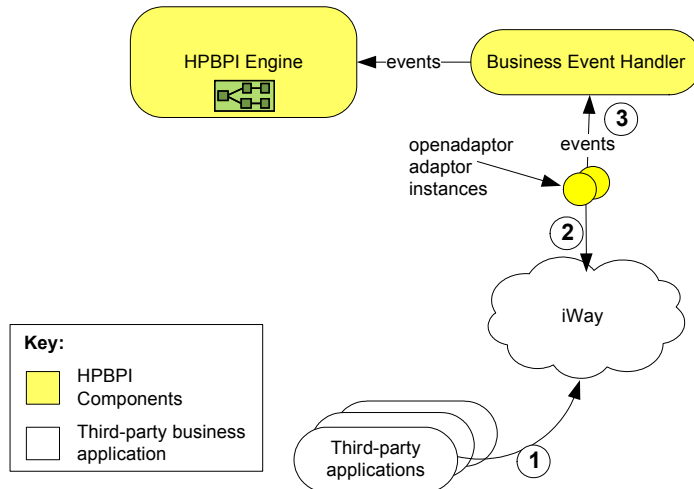 HPBPI Engine
events
Business Event Handler
3
events
openadaptor
adaptor
instances
2
iWay
Key:
HPBPI
Components
Third-party business
application
Third-party
applications
1